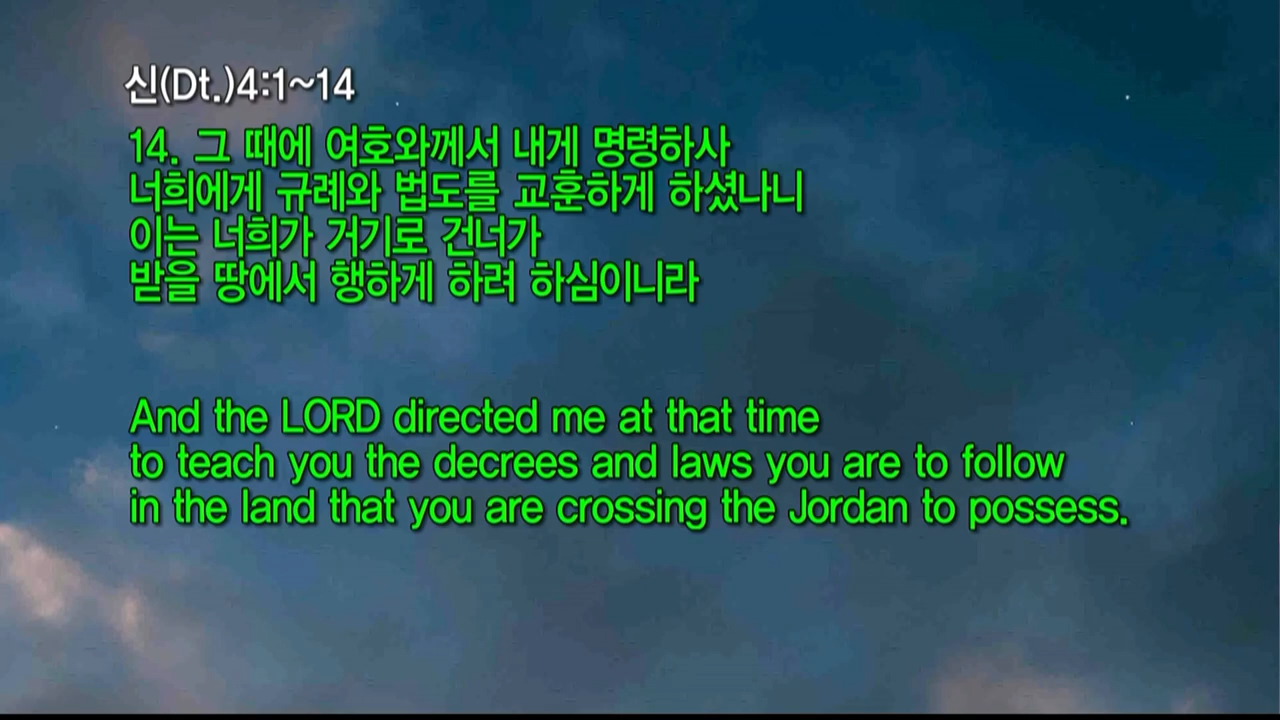 신(Dt.)4:1~14
14. 그 때에 여호와께서 내게 명령하사
너희에게 규례와 법도를 교훈하게 하셨나니
이는 너희가 거기로 건너가
받을 땅에서 행하게 하려 하심이니라
And the LORD directed me at that time
to teach you the decrees and laws you are to follow
in the land that you are crossing the Jordan to possess.